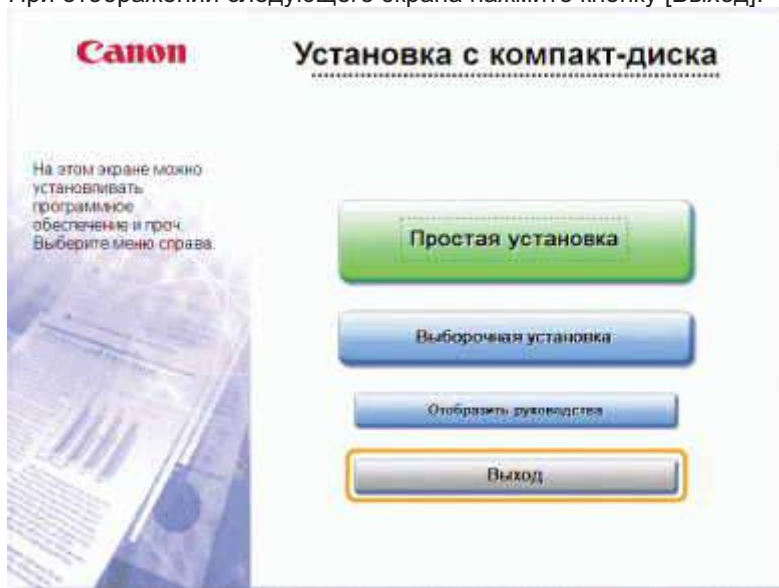 При отображении следующего экрана нажмите кнопку [Выход].
Canon
Установка с компакт-диска
На этом экране можно
устанавливать
программное
обеспечение и проч.
Выберите меню справа.
Простая установка
Выборочная установка
Отобразить руководства
Выход